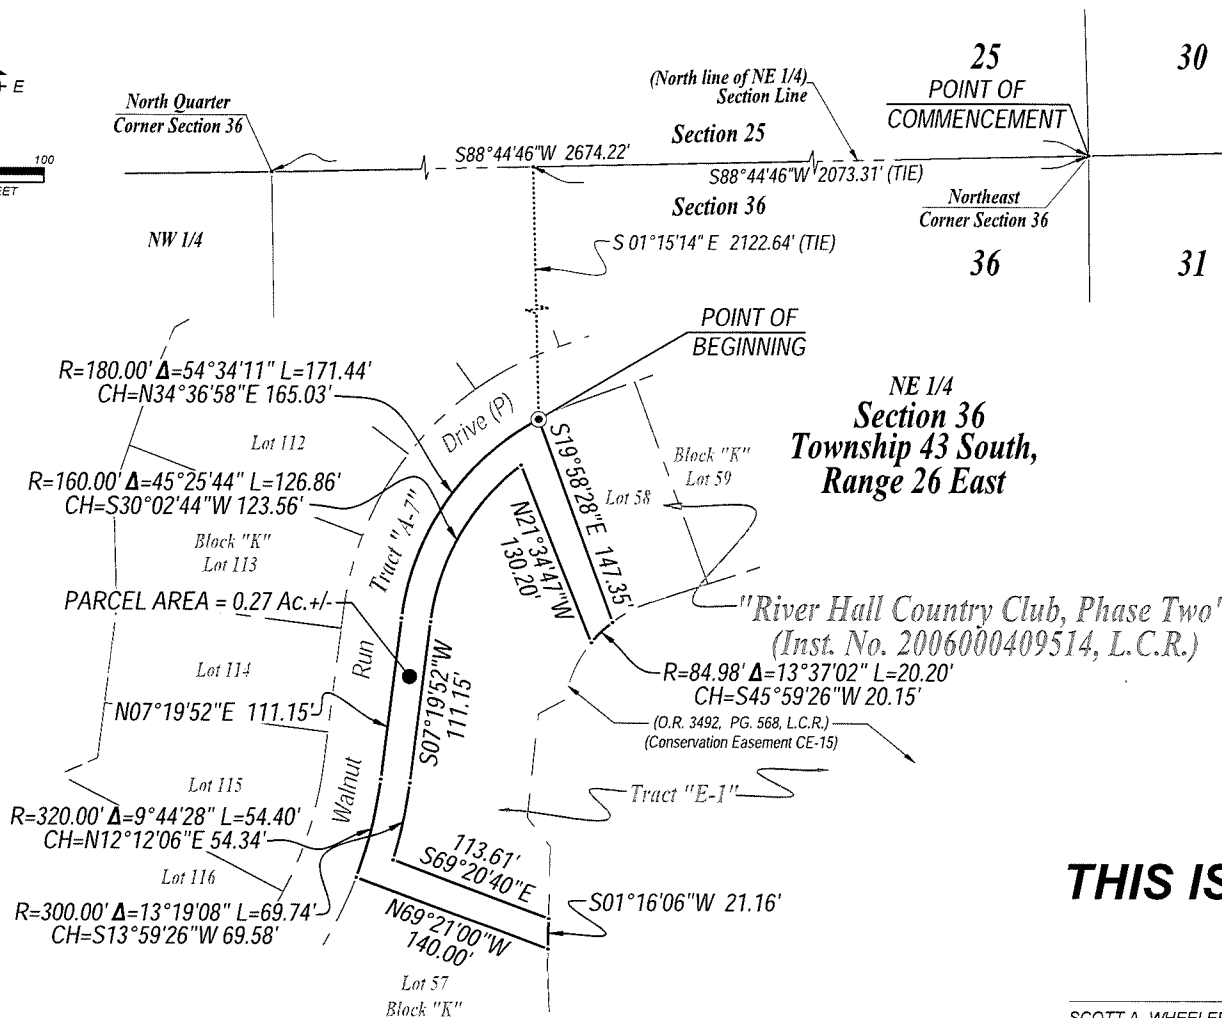 E
100
FEET
North Quarter
Corner Section 36
(North line of NE 1/4)
Section Line
25
30
POINT OF
COMMENCEMENT
Section 25
S88°44'46"W 2674.22'
S88°44'46"W 2073.31' (TIE)
Section 36
Northeast
Corner Section 36
NW 1/4
S 01°15'14" E 2122.64' (TIE)
36
31
POINT OF
BEGINNING
R=180.00' Δ=54°34'11" L=171.44'
CH=N34°36'58"E 165.03'
Drive (P)
NE 1/4
Section 36
Township 43 South,
Range 26 East
Lot 112
R=160.00' Δ=45°25'44" L=126.86'
CH=S30°02'44"W 123.56'
S19°58'28"E 147.35'
Block "K"
Lot 59
Lot 58
N21°34'47"W
130.20'
Block "K"
Lot 113
Tract "A-7"
PARCEL AREA = 0.27 Ac.+/-
"River Hall Country Club, Phase Two"
(Inst. No. 2006000409514, L.C.R.)
Lot 114
Run
S07°19'52"W
111.15'
R=84.98' Δ=13°37'02" L=20.20'
CH=S45°59'26"W 20.15'
N07°19'52"E 111.15'
(O.R. 3492, PG. 568, L.C.R.)
(Conservation Easement CE-15)
Lot 115
Walnut
Tract "E-1"
R=320.00' Δ=9°44'28" L=54.40'
CH=N12°12'06"E 54.34'
113.61'
S69°20'40"E
Lot 116
THIS IS
R=300.00' Δ=13°19'08" L=69.74'
CH=S13°59'26"W 69.58'
S01°16'06"W 21.16'
N69°21'00"W
140.00'
Lot 57
Block "K"
SCOTT A. WHEELER